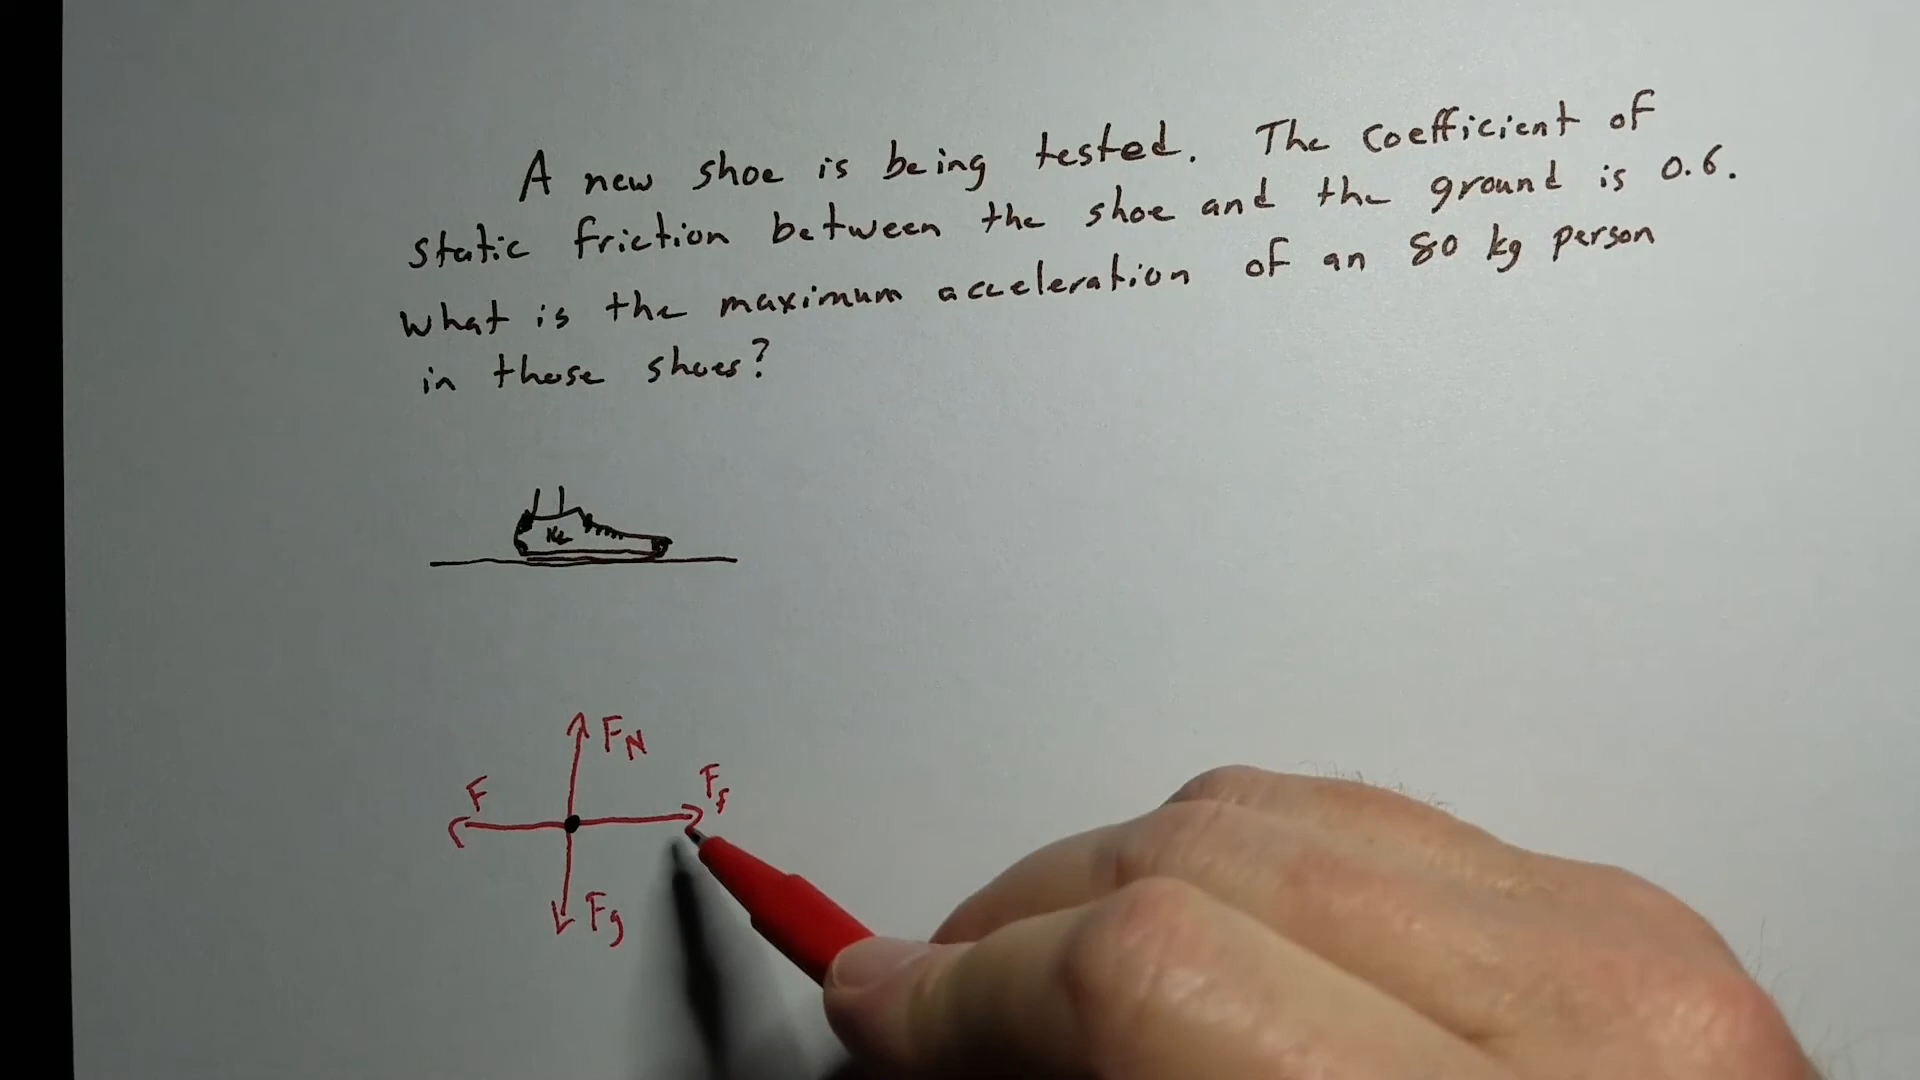 A new shoe is being tested. The coefficient of
static friction between the shoe and the ground is 0.6.
What is the maximum acceleration of an 80 kg person
in those shoes?
FN
F
Ff
Fg